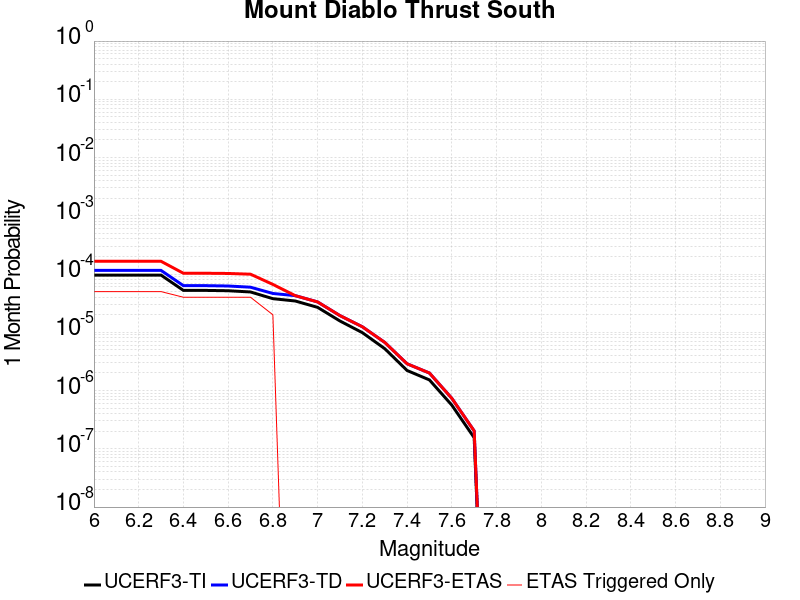 Mount Diablo Thrust South
10^0
10^-1
10^-2
10^-3
10^-4
10^-5
10^-6
10^-7
10^-8
1 Month Probability
6 6.2 6.4 6.6 6.8 7 7.2 7.4 7.6 7.8 8 8.2 8.4 8.6 8.8 9
Magnitude
UCERF3-TI UCERF3-TD UCERF3-ETAS ETAS Triggered Only